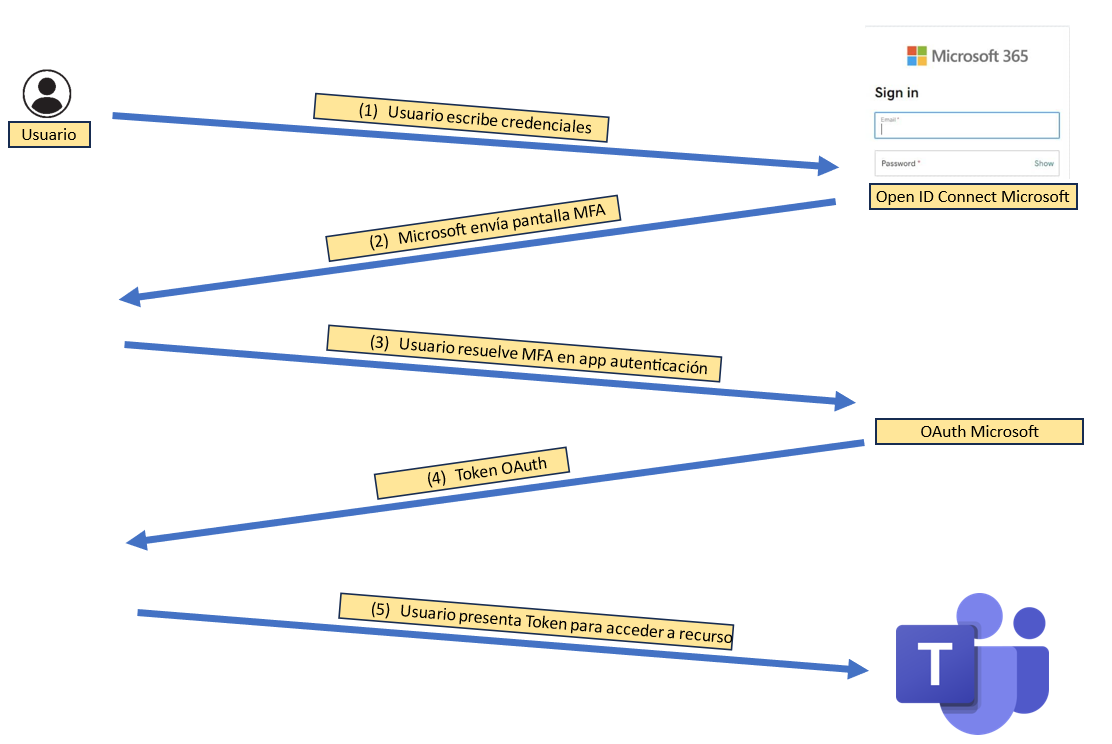 Microsoft 365
Sign in
Usuario
(1) Usuario escribe credenciales
Email *
Password * Show
Open ID Connect Microsoft
(2) Microsoft envía pantalla MFA
(3) Usuario resuelve MFA en app autenticación
OAuth Microsoft
(4) Token OAuth
(5) Usuario presenta Token para acceder a recurso
T